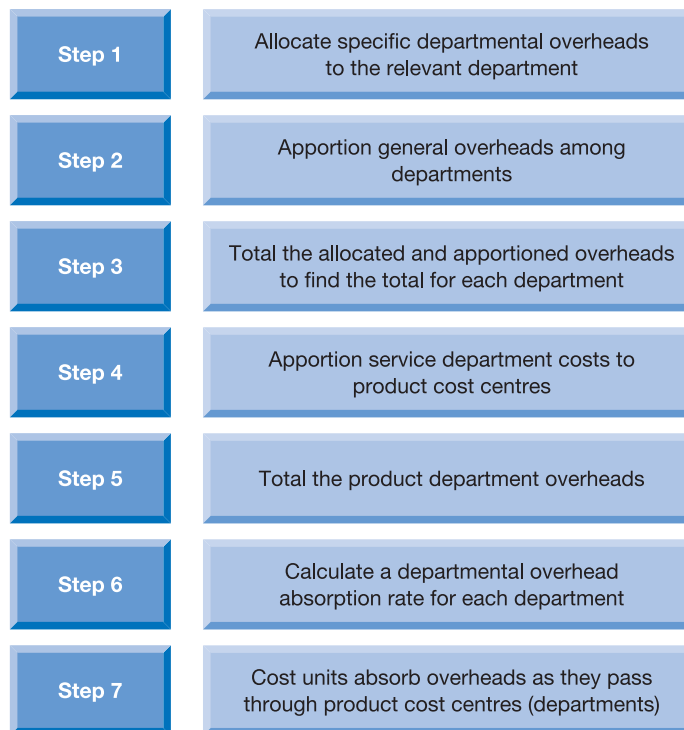 Step 1
Allocate specific departmental overheads
to the relevant department
Step 2
Apportion general overheads among
departments
Step 3
Total the allocated and apportioned overheads
to find the total for each department
Step 4
Apportion service department costs to
product cost centres
Step 5
Total the product department overheads
Step 6
Calculate a departmental overhead
absorption rate for each department
Step 7
Cost units absorb overheads as they pass
through product cost centres (departments)